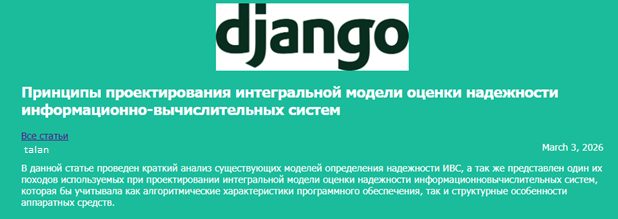 django
Принципы проектирования интегральной модели оценки надежности
информационно-вычислительных систем
Все статьи
talan
March 3, 2026
В данной статье проведен краткий анализ существующих моделей определения надежности ИВС, а так же представлен один их
походов используемых при проектировании интегральной модели оценки надежности информационновычислительных систем,
которая бы учитывала как алгоритмические характеристики программного обеспечения, так и структурные особенности
аппаратных средств.